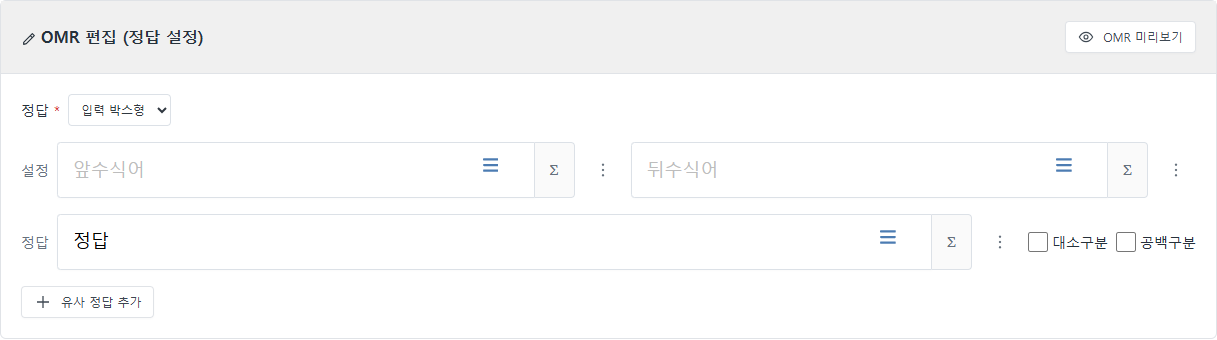 OMR 편집 (정답 설정)
OMR 미리보기
정답 * 입력 박스형
설정 앞수식어 Σ 뒤수식어 Σ
정답 정답 Σ 대소구분 공백구분
유사 정답 추가